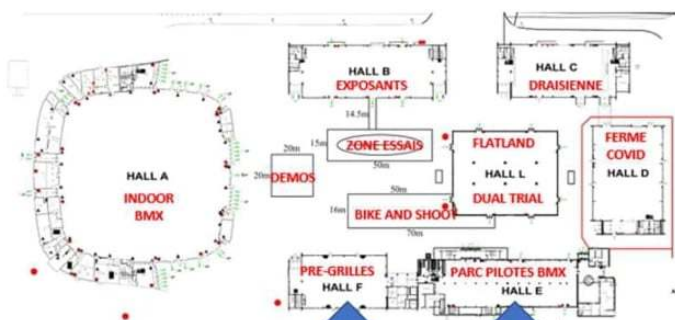 HALL B
EXPOSANTS
HALL C
DRAISIENNE
14.5m
15m
ZONE ESSAIS
50m
20m
20m
DEMOS
HALL A
INDOOR
BMX
FLATLAND
HALL L
DUAL TRIAL
FERME
COVID
HALL D
50m
16m
BIKE AND SHOOT
70m
PRE-GRILLES
HALL F
PARC PILOTES BMX
HALL E